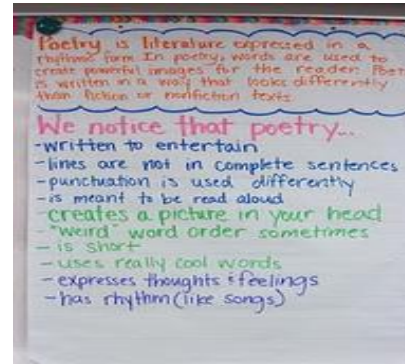 Poetry is literature expressed in a
rhythmic form. In poetry, words are used to
create powerful images for the reader. Poetry
is written in a way that looks differently
than fiction or nonfiction texts.
We notice that poetry...
-written to entertain
-lines are not in complete sentences
-punctuation is used differently
-is meant to be read aloud
-creates a picture in your head
-"weird" word order sometimes
-is short
-uses really cool words
-expresses thoughts & feelings
-has rhythm (like songs)